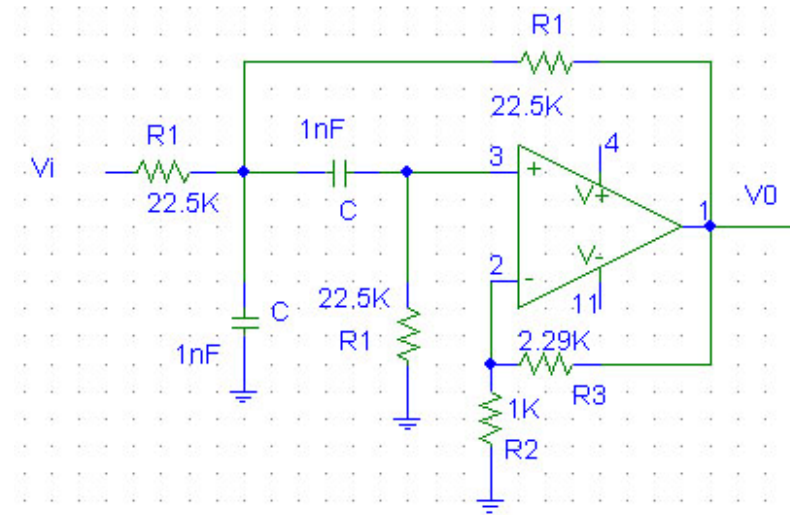 R1
22.5K
1nF
R1
Vi
22.5K
C
3
+
4
V+
1
V0
2
-
V-
11
22.5K
R1
C
1nF
2.29K
R3
1K
R2